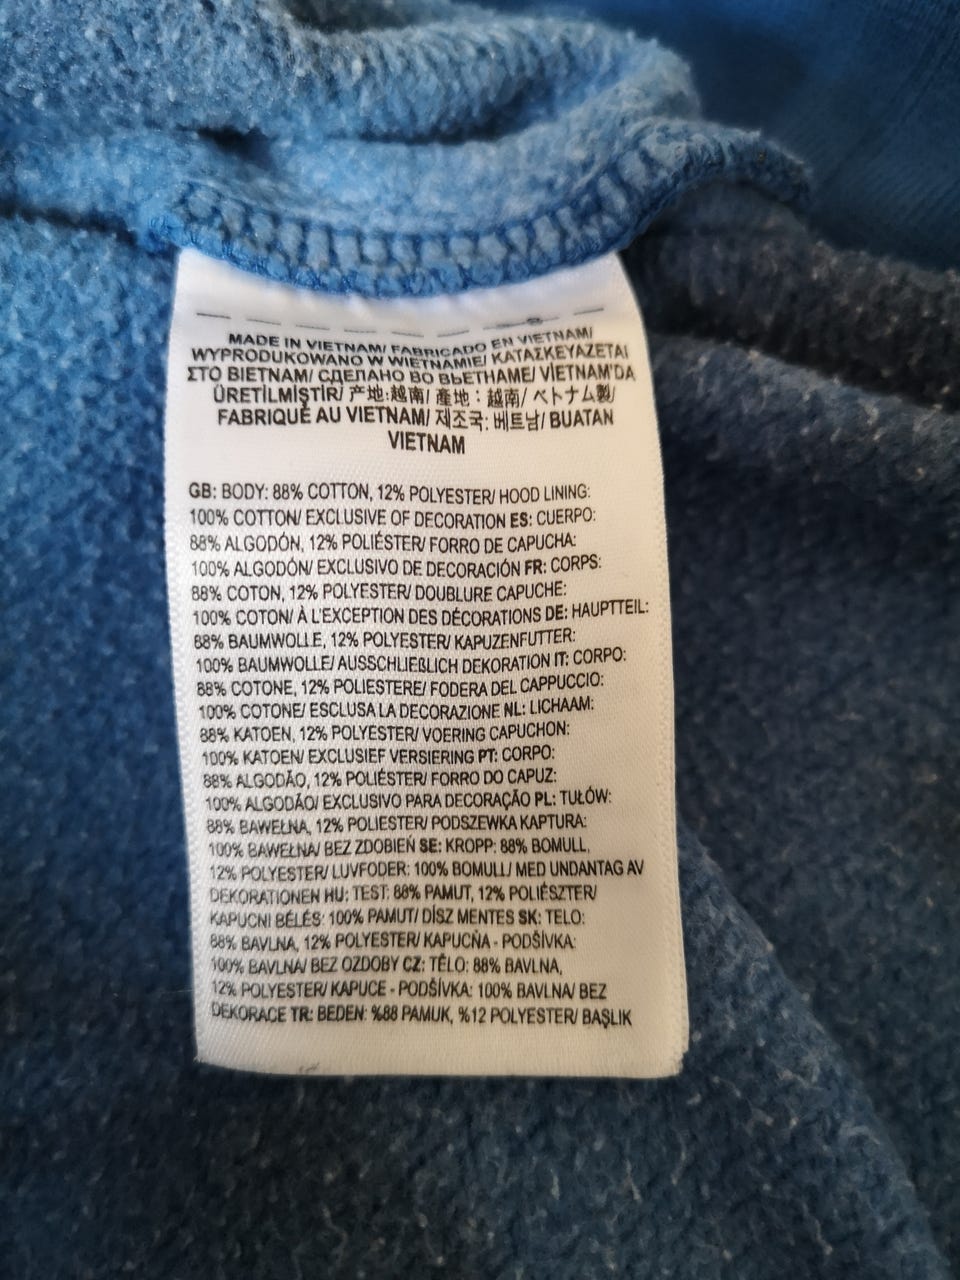 MADE IN VIETNAM/ FABRICADO EN VIETNAM/
WYPRODUKOWANO W WIETNAMIE/ ΚΑΤΑΣΚΕΥΑΖΕΤΑΙ
ΣΤΟ ΒΙΕΤΝΑΜ/ СДЕЛАНО ВО ВЬЕТНАМЕ/ VİETNAM'DA
ÜRETİLMİŞTİR/ 产地:越南/ 產地：越南/ ベトナム製/
FABRIQUÉ AU VIETNAM/ 제조국: 베트남/ BUATAN
VIETNAM
GB: BODY: 88% COTTON, 12% POLYESTER/ HOOD LINING:
100% COTTON/ EXCLUSIVE OF DECORATION ES: CUERPO:
88% ALGODÓN, 12% POLIÉSTER/ FORRO DE CAPUCHA:
100% ALGODÓN/ EXCLUSIVO DE DECORACIÓN FR: CORPS:
88% COTON, 12% POLYESTER/ DOUBLURE CAPUCHE:
100% COTON/ À L'EXCEPTION DES DÉCORATIONS DE: HAUPTTEIL:
88% BAUMWOLLE, 12% POLYESTER/ KAPUZENFUTTER:
100% BAUMWOLLE/ AUSSCHLIEßLICH DEKORATION IT: CORPO:
88% COTONE, 12% POLIESTERE/ FODERA DEL CAPPUCCIO:
100% COTONE/ ESCLUSA LA DECORAZIONE NL: LICHAAM:
88% KATOEN, 12% POLYESTER/ VOERING CAPUCHON:
100% KATOEN/ EXCLUSIEF VERSIERING PT: CORPO:
88% ALGODÃO, 12% POLIÉSTER/ FORRO DO CAPUZ:
100% ALGODÃO/ EXCLUSIVO PARA DECORAÇÃO PL: TUŁÓW:
88% BAWEŁNA, 12% POLIESTER/ PODSZEWKA KAPTURA:
100% BAWEŁNA/ BEZ ZDOBIEŃ SE: KROPP: 88% BOMULL,
12% POLYESTER/ LUVFODER: 100% BOMULL/ MED UNDANTAG AV
DEKORATIONEN HU: TEST: 88% PAMUT, 12% POLIÉSZTER/
KAPUCNI BÉLÉS: 100% PAMUT/ DÍSZ MENTES SK: TELO:
88% BAVLNA, 12% POLYESTER/ KAPUCŇA - PODŠÍVKA:
100% BAVLNA/ BEZ OZDOBY CZ: TĚLO: 88% BAVLNA,
12% POLYESTER/ KAPUCE - PODŠÍVKA: 100% BAVLNA/ BEZ
DEKORACE TR: BEDEN: %88 PAMUK, %12 POLYESTER/ BAŞLIK